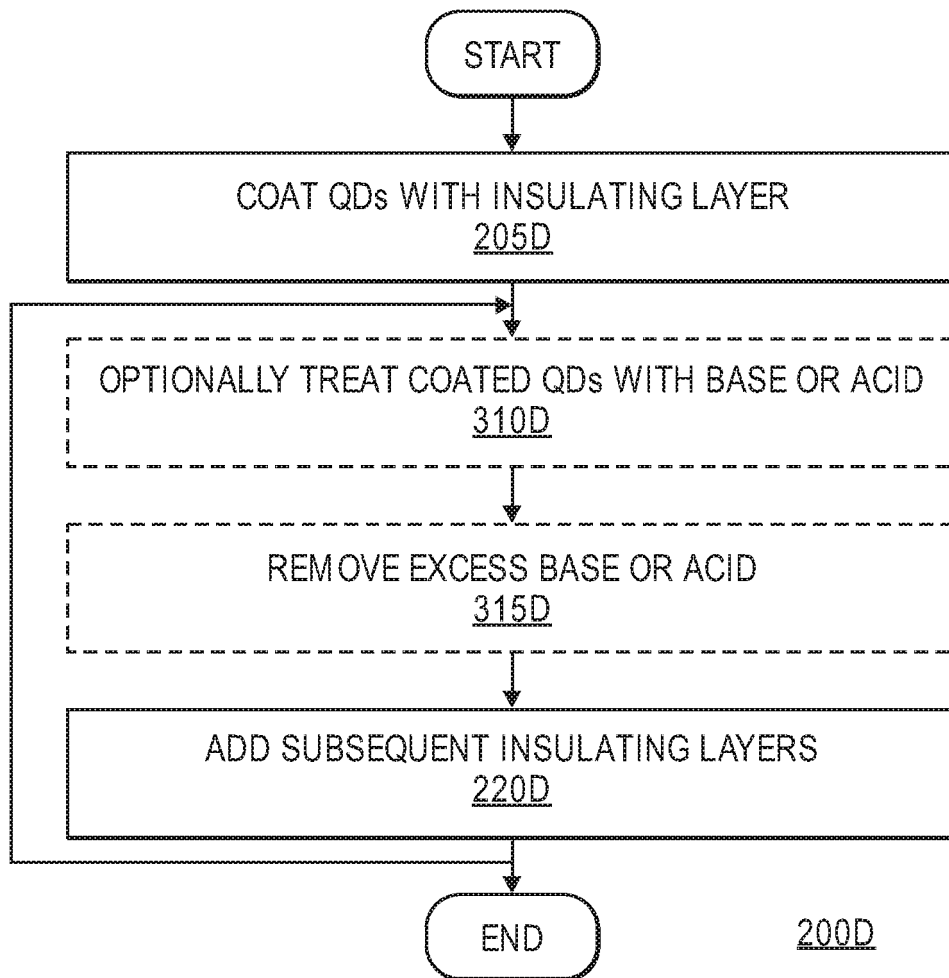 START
COAT QDs WITH INSULATING LAYER
205D
OPTIONALLY TREAT COATED QDs WITH BASE OR ACID
310D
REMOVE EXCESS BASE OR ACID
315D
ADD SUBSEQUENT INSULATING LAYERS
220D
END
200D